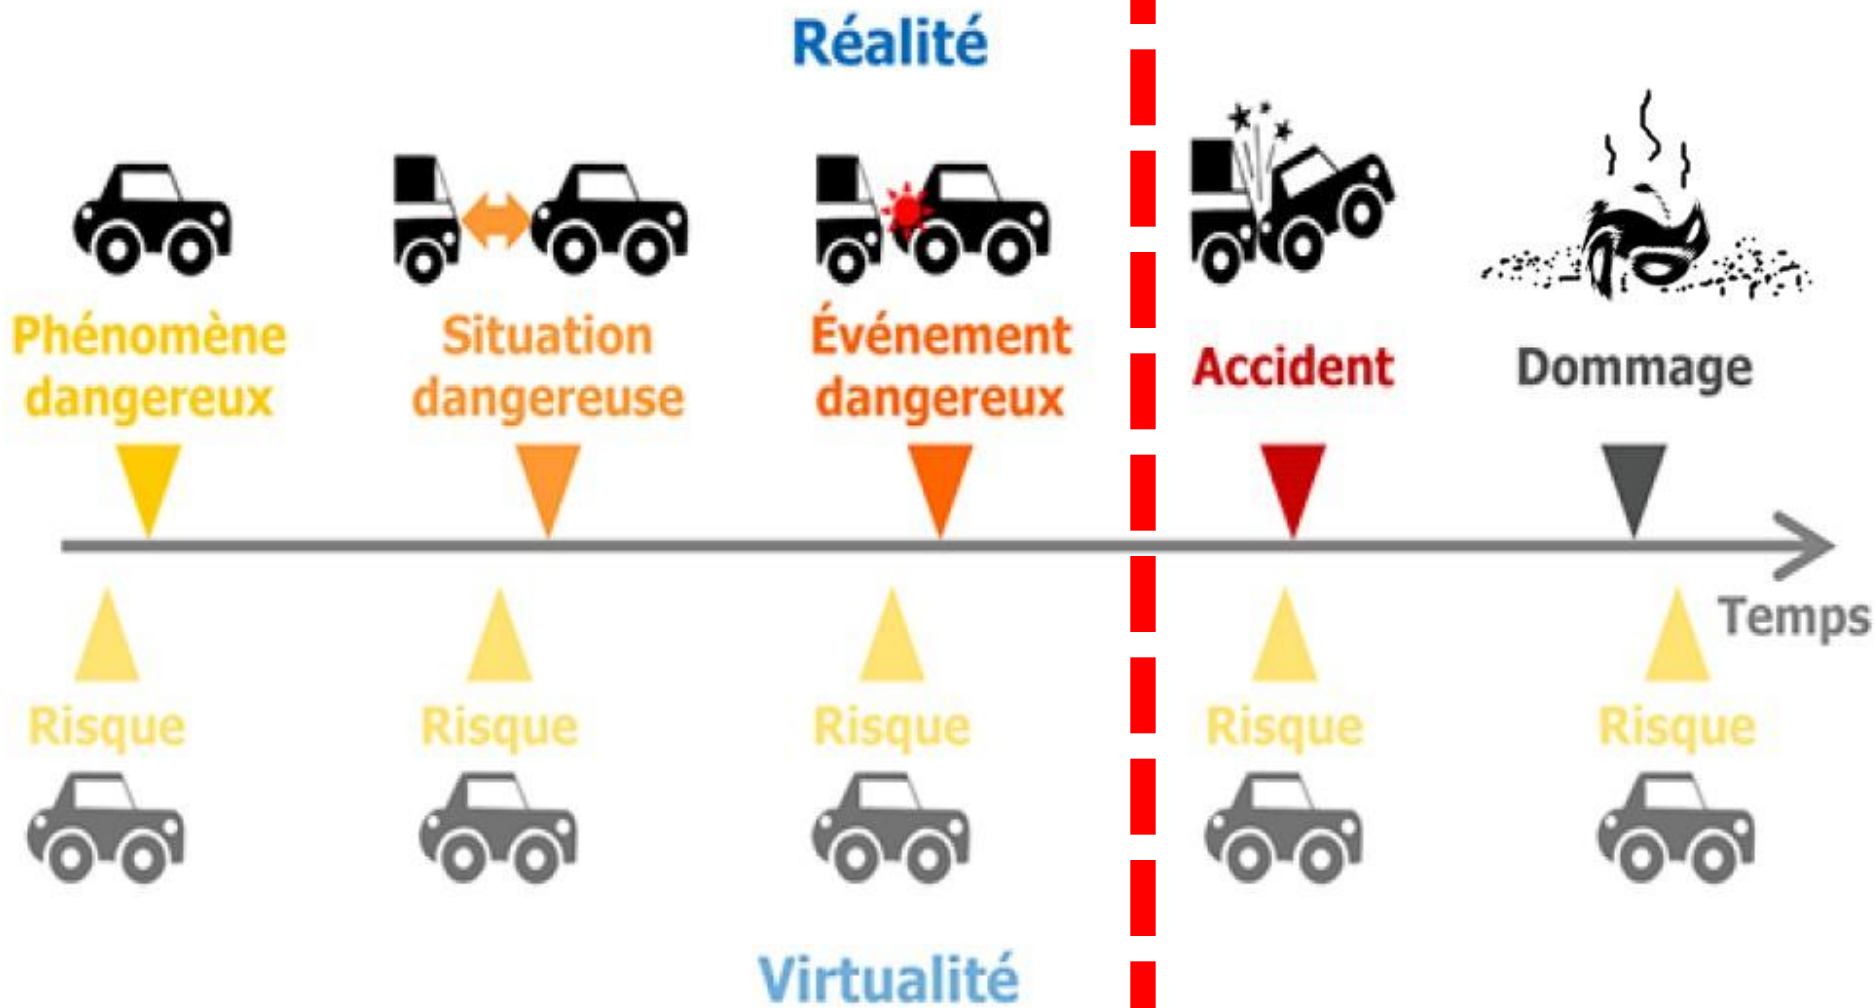 Réalité
Phénomène
dangereux
Situation
dangereuse
Événement
dangereux
Accident
Dommage
Temps
Risque
Risque
Risque
Risque
Risque
Virtualité